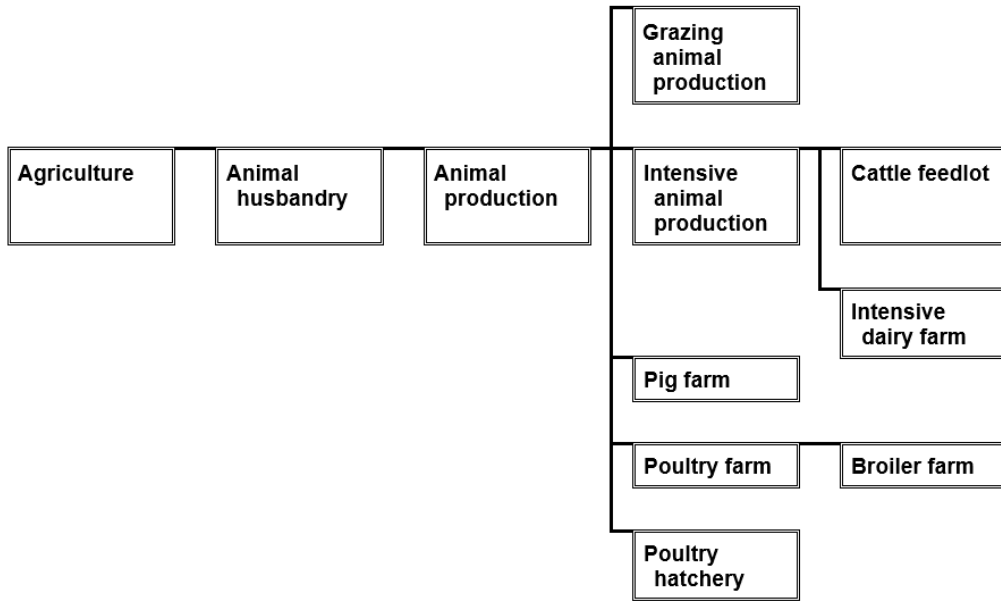 Grazing
animal
production
Agriculture
Animal
husbandry
Animal
production
Intensive
animal
production
Cattle feedlot
Intensive
dairy farm
Pig farm
Poultry farm
Broiler farm
Poultry
hatchery